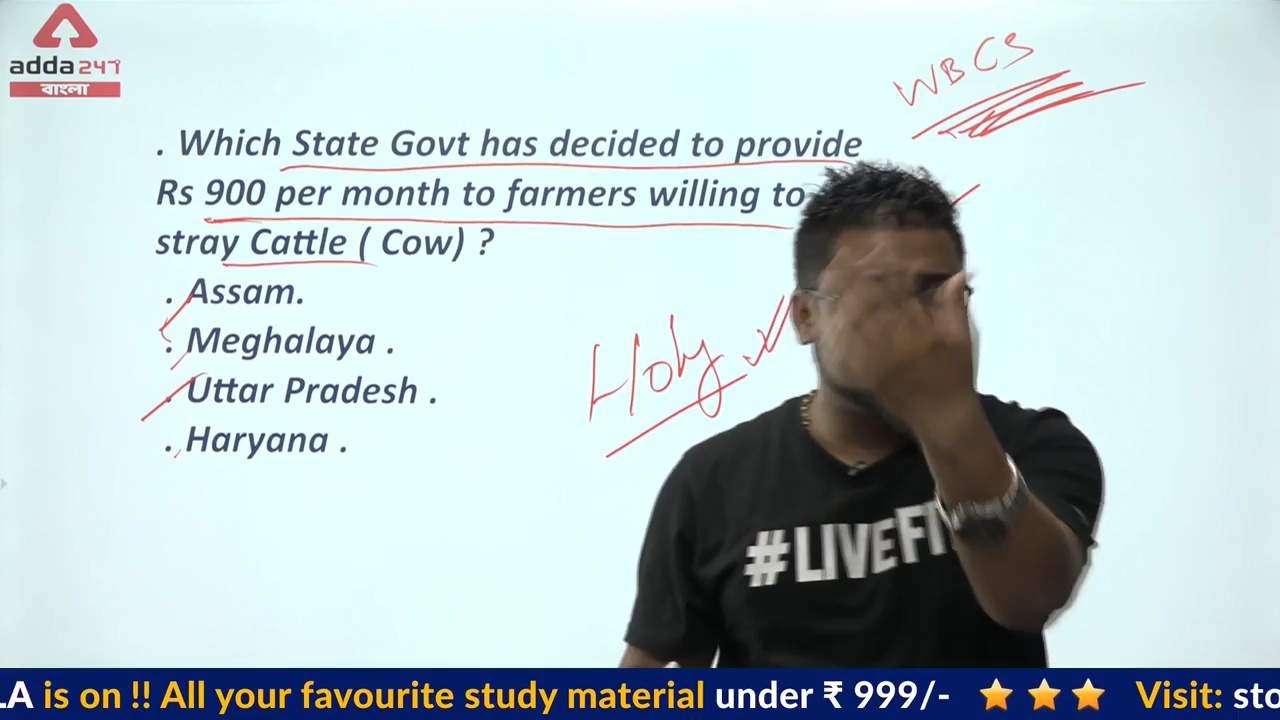 adda247
বাংলা
WBCS
. Which State Govt has decided to provide
Rs 900 per month to farmers willing to
stray Cattle ( Cow) ?
. Assam.
. Meghalaya .
. Uttar Pradesh .
. Haryana .
Holy
#LIVEFI
LA is on !! All your favourite study material under ₹ 999/- ⭐ ⭐ ⭐ Visit: sto